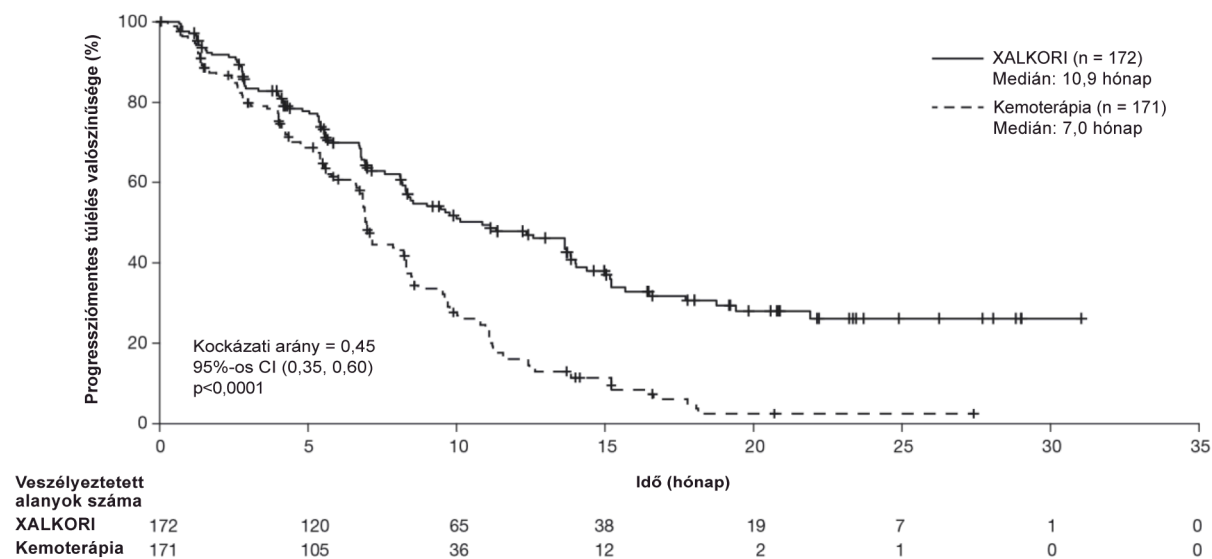 Progressziómentes túlélés valószínűsége (%)
100
80
60
40
20
0
XALKORI (n = 172)
Medián: 10,9 hónap
Kemoterápia (n = 171)
Medián: 7,0 hónap
Kockázati arány = 0,45
95%-os CI (0,35, 0,60)
p<0,0001
0 5 10 15 20 25 30 35
Idő (hónap)
Veszélyeztetett
alanyok száma
XALKORI 172 120 65 38 19 7 1 0
Kemoterápia 171 105 36 12 2 1 0 0